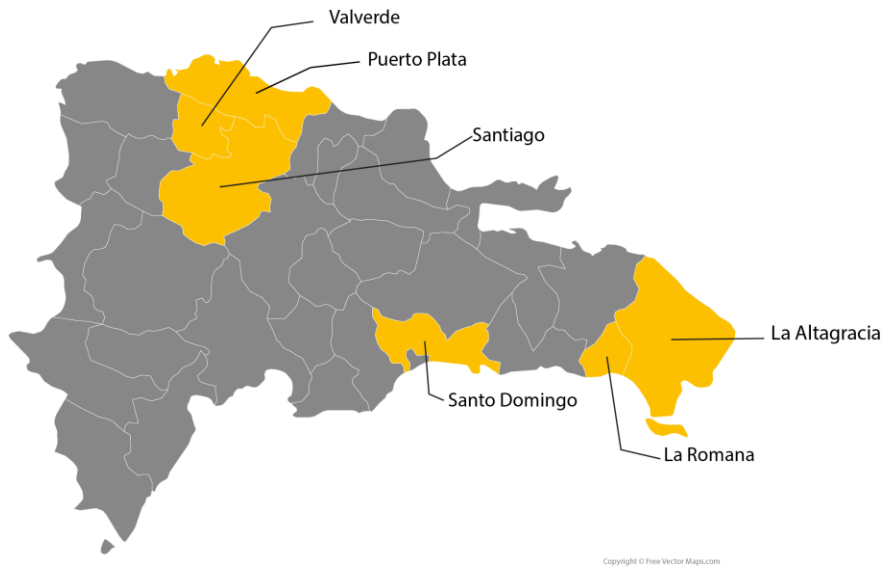 Valverde
Puerto Plata
Santiago
La Altagracia
Santo Domingo
La Romana
Copyright © Free Vector Maps.com